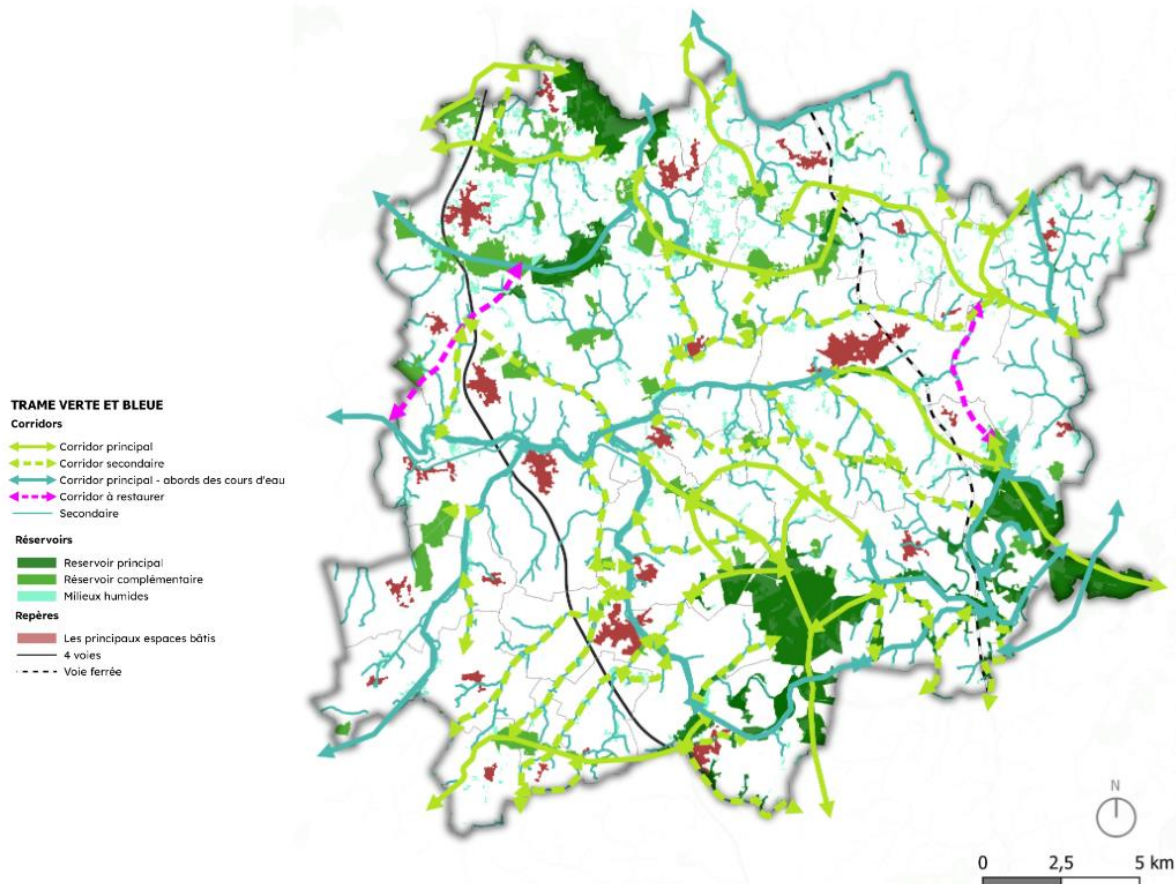 TRAME VERTE ET BLEUE
Corridors
Corridor principal
Corridor secondaire
Corridor principal - abords des cours d'eau
Corridor à restaurer
Secondaire
Réservoirs
Reservoir principal
Réservoir complémentaire
Milieux humides
Repères
Les principaux espaces bâtis
4 voies
Voie ferrée
N
0 2,5 5 km